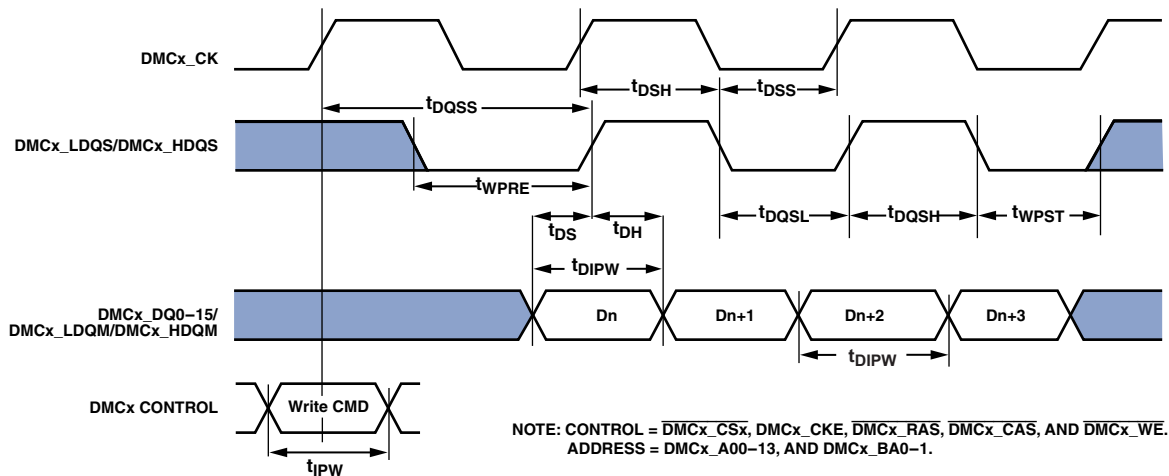 DMCx_CK
tDSH
tDSS
tDQSS
DMCx_LDQS/DMCx_HDQS
tWPRE
tDQSL
tDQSH
tWPST
tDS
tDH
tDIPW
DMCx_DQ0–15/
DMCx_LDQM/DMCx_HDQM
Dn
Dn+1
Dn+2
Dn+3
tDIPW
DMCx CONTROL
Write CMD
tIPW
NOTE: CONTROL = DMCx_CSx, DMCx_CKE, DMCx_RAS, DMCx_CAS, AND DMCx_WE.
ADDRESS = DMCx_A00-13, AND DMCx_BA0-1.